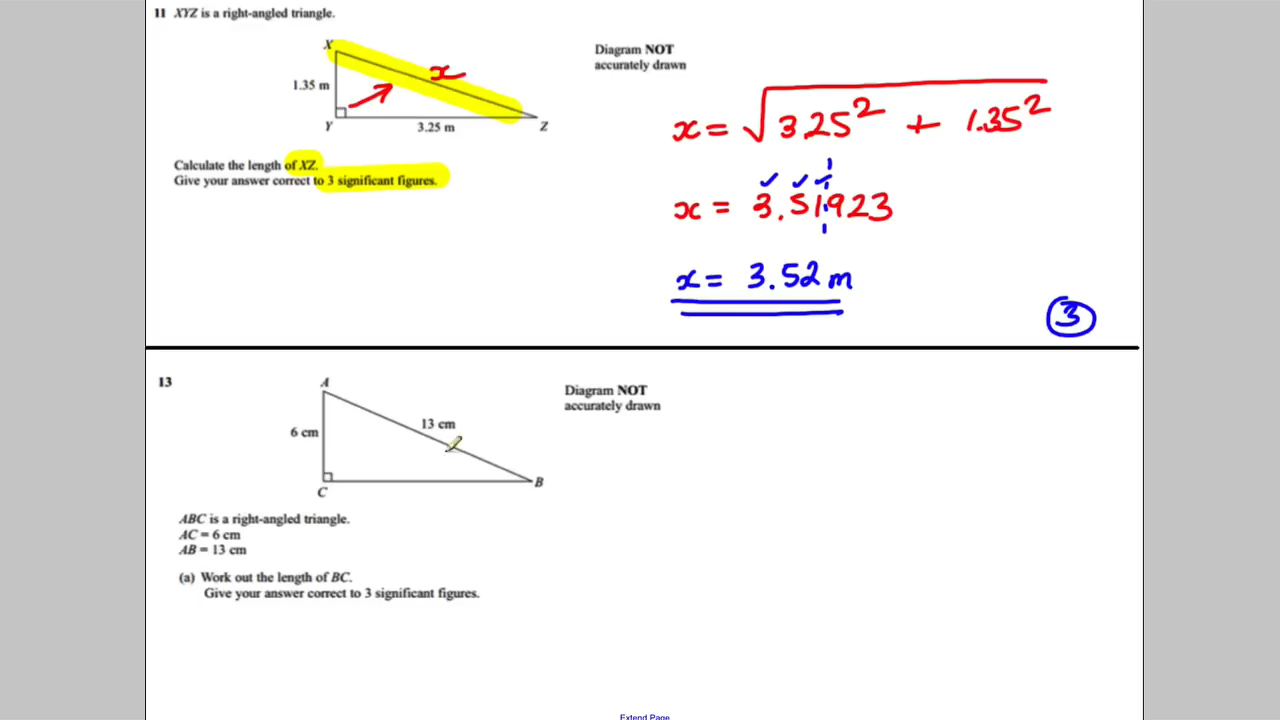 11 XYZ is a right-angled triangle.
X
x
1.35 m
Y
3.25 m
Z
Diagram NOT
accurately drawn
Calculate the length of XZ.
Give your answer correct to 3 significant figures.
x = √3.25² + 1.35²
x = 3.51923
x = 3.52 m
3
13
A
13 cm
6 cm
C
B
Diagram NOT
accurately drawn
ABC is a right-angled triangle.
AC = 6 cm
AB = 13 cm
(a) Work out the length of BC.
Give your answer correct to 3 significant figures.
Extend Page